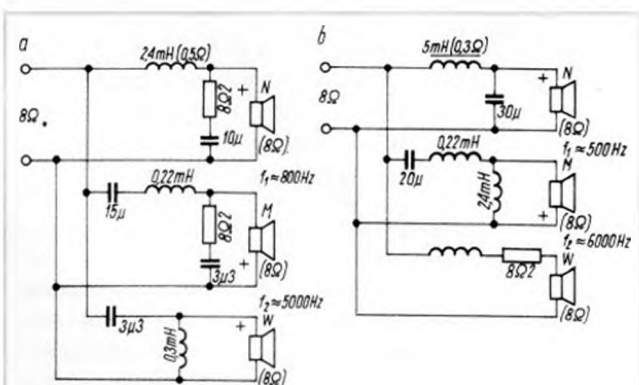 a
2,4mH(0,5Ω)
+
N
8Ω2
8Ω
10μ
(8Ω)
f₁≈800Hz
0,22mH
15μ
M
8Ω2
3μ3
(8Ω)
f₂≈5000Hz
3μ3
+
W
0,3mH
(8Ω)
b
5mH(0,3Ω)
+
N
8Ω
30μ
(8Ω)
f₁≈500Hz
0,22mH
20μ
M
2,4mH
+
(8Ω)
f₂≈6000Hz
W
8Ω2
(8Ω)